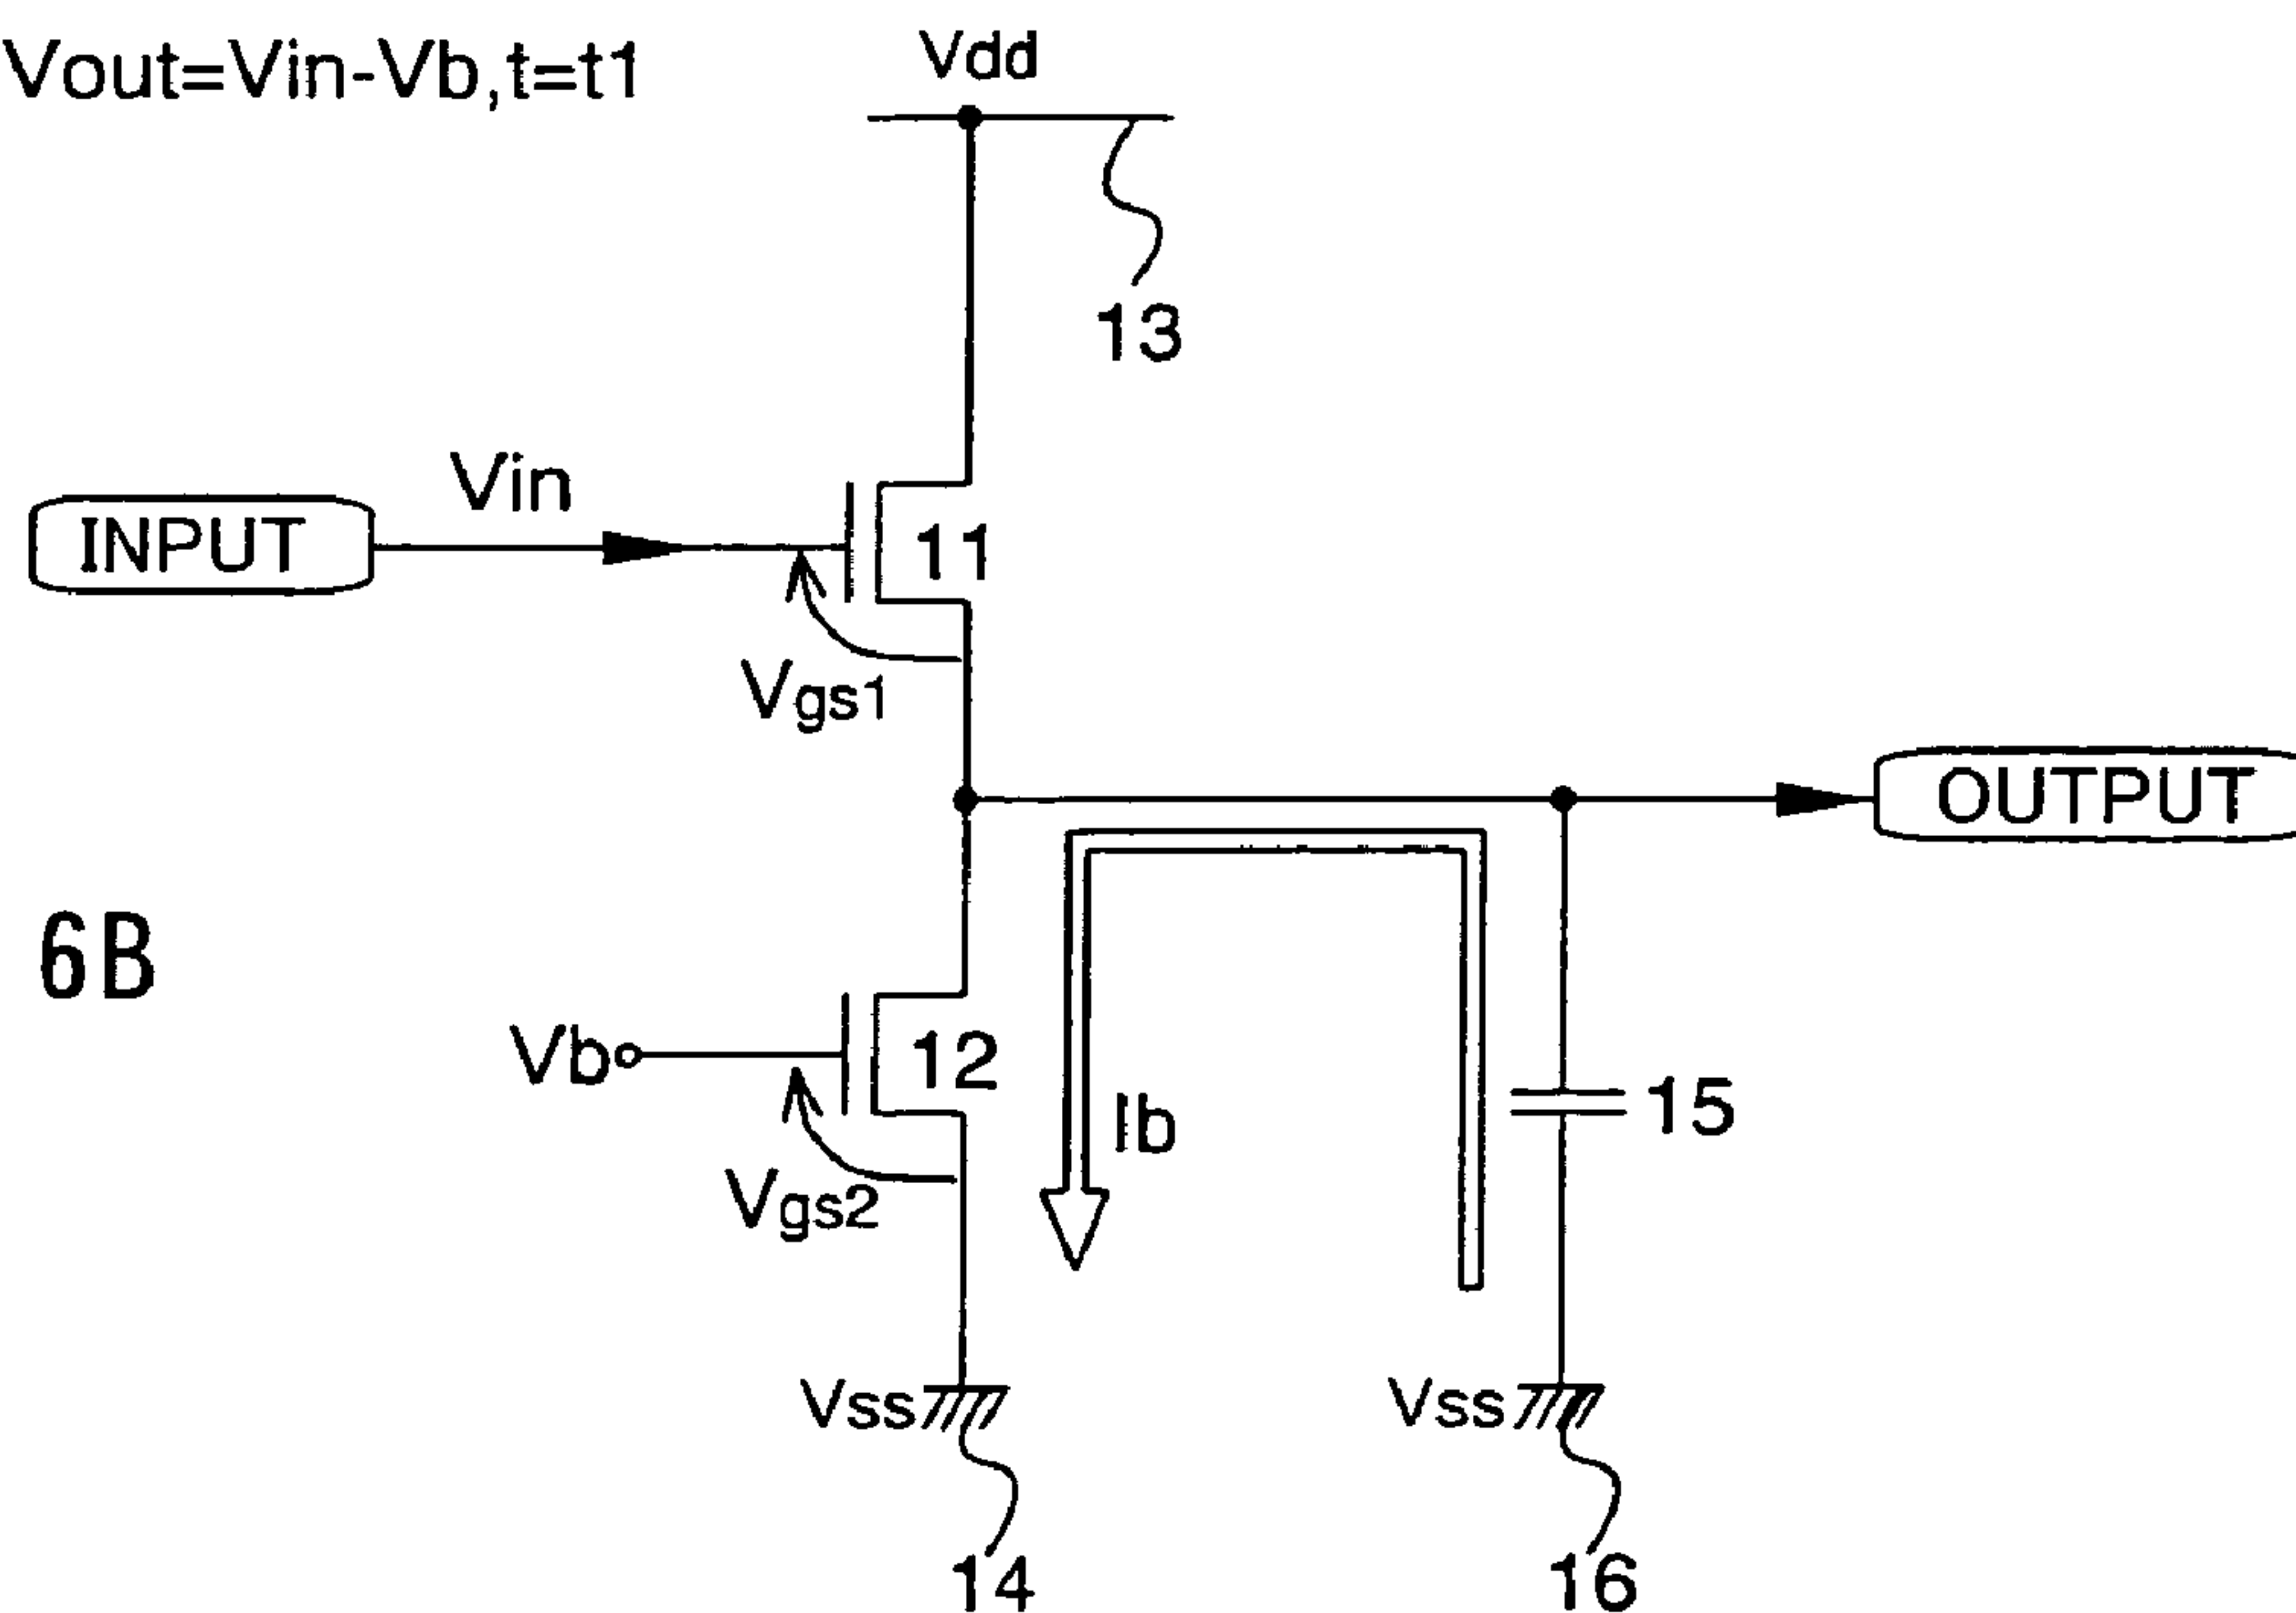 Vout=Vin-Vb,t=t1
Vdd
13
Vin
INPUT
11
Vgs1
OUTPUT
6B
Vb
12
Ib
15
Vgs2
Vss
Vss
14
16